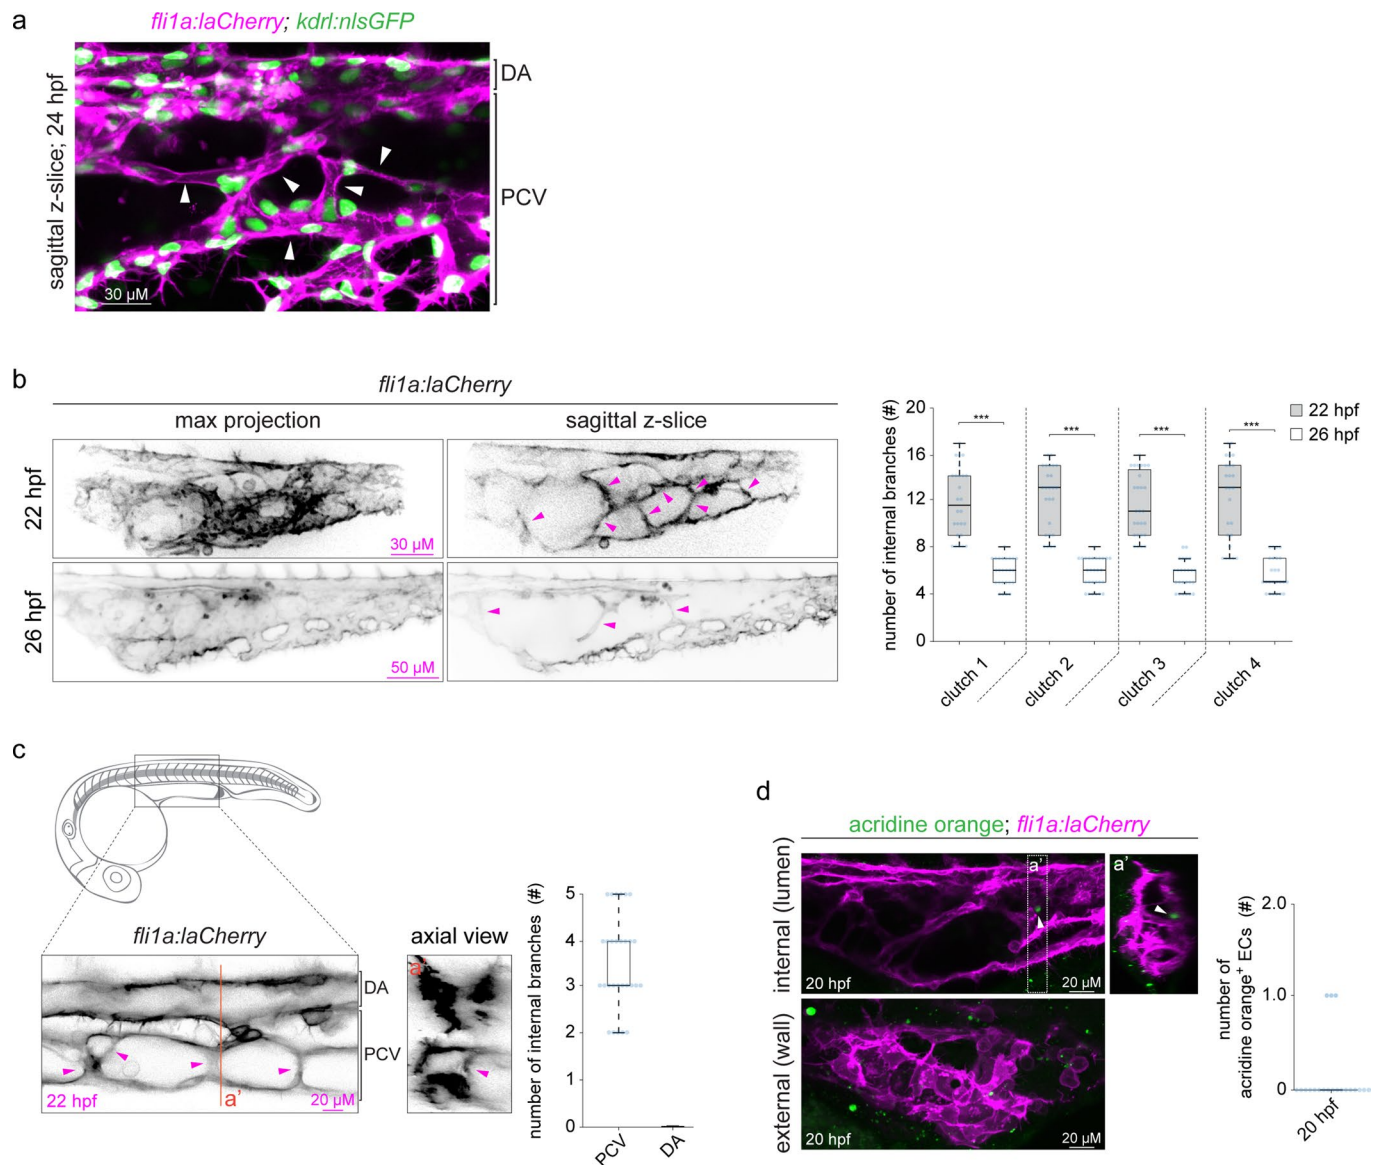 a
fli1a:laCherry; kdrl:nlsGFP
sagittal z-slice; 24 hpf
DA
PCV
30 µM
b
fli1a:laCherry
max projection
sagittal z-slice
22 hpf
30 µM
26 hpf
50 µM
number of internal branches (#)
20
16
12
8
4
0
***
***
***
***
22 hpf
26 hpf
clutch 1
clutch 2
clutch 3
clutch 4
c
fli1a:laCherry
axial view
DA
PCV
22 hpf
a'
20 µM
a'
number of internal branches (#)
5
4
3
2
1
0
PCV
DA
d
acridine orange; fli1a:laCherry
internal (lumen)
a'
20 hpf
20 µM
a'
external (wall)
20 hpf
20 µM
number of
acridine orange+ ECs (#)
2.0
1.0
0
20 hpf